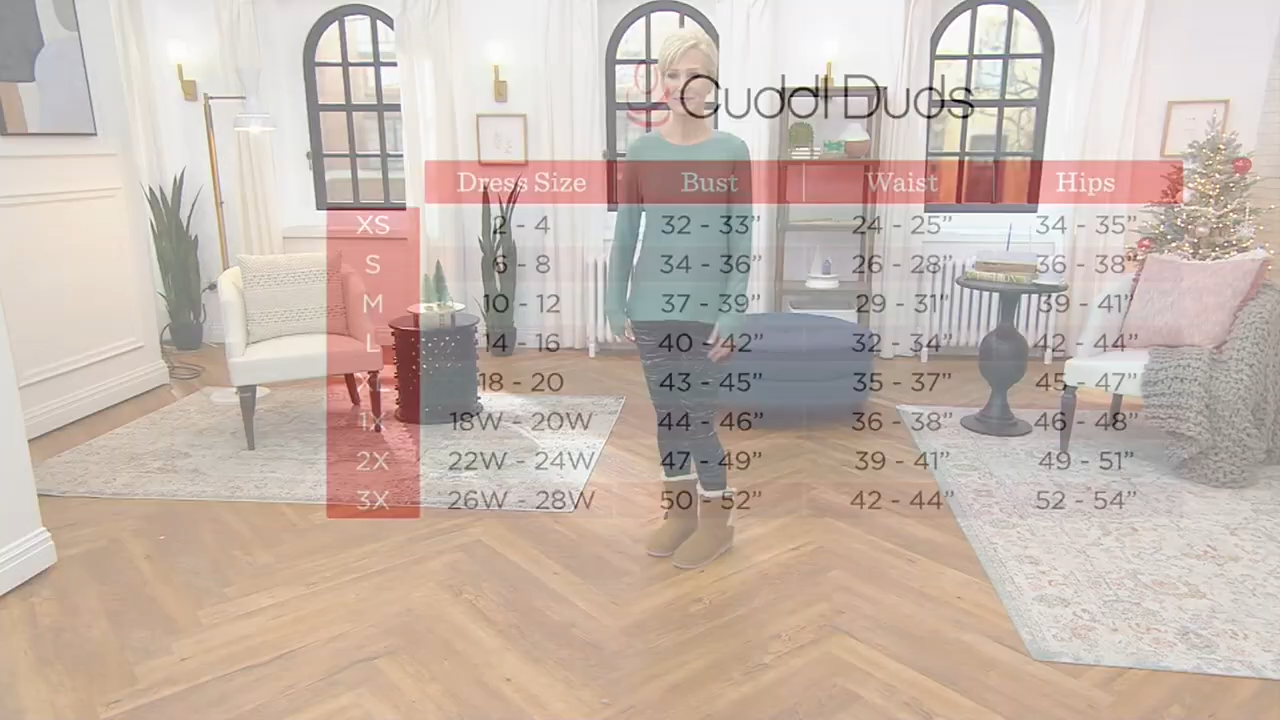 Cuddl Duds
Dress Size Bust Waist Hips
XS 2 - 4 32 - 33” 24 - 25” 34 - 35”
S 6 - 8 34 - 36” 26 - 28” 36 - 38”
M 10 - 12 37 - 39” 29 - 31” 39 - 41”
L 14 - 16 40 - 42” 32 - 34” 42 - 44”
XL 18 - 20 43 - 45” 35 - 37” 45 - 47”
1X 18W - 20W 44 - 46” 36 - 38” 46 - 48”
2X 22W - 24W 47 - 49” 39 - 41” 49 - 51”
3X 26W - 28W 50 - 52” 42 - 44” 52 - 54”